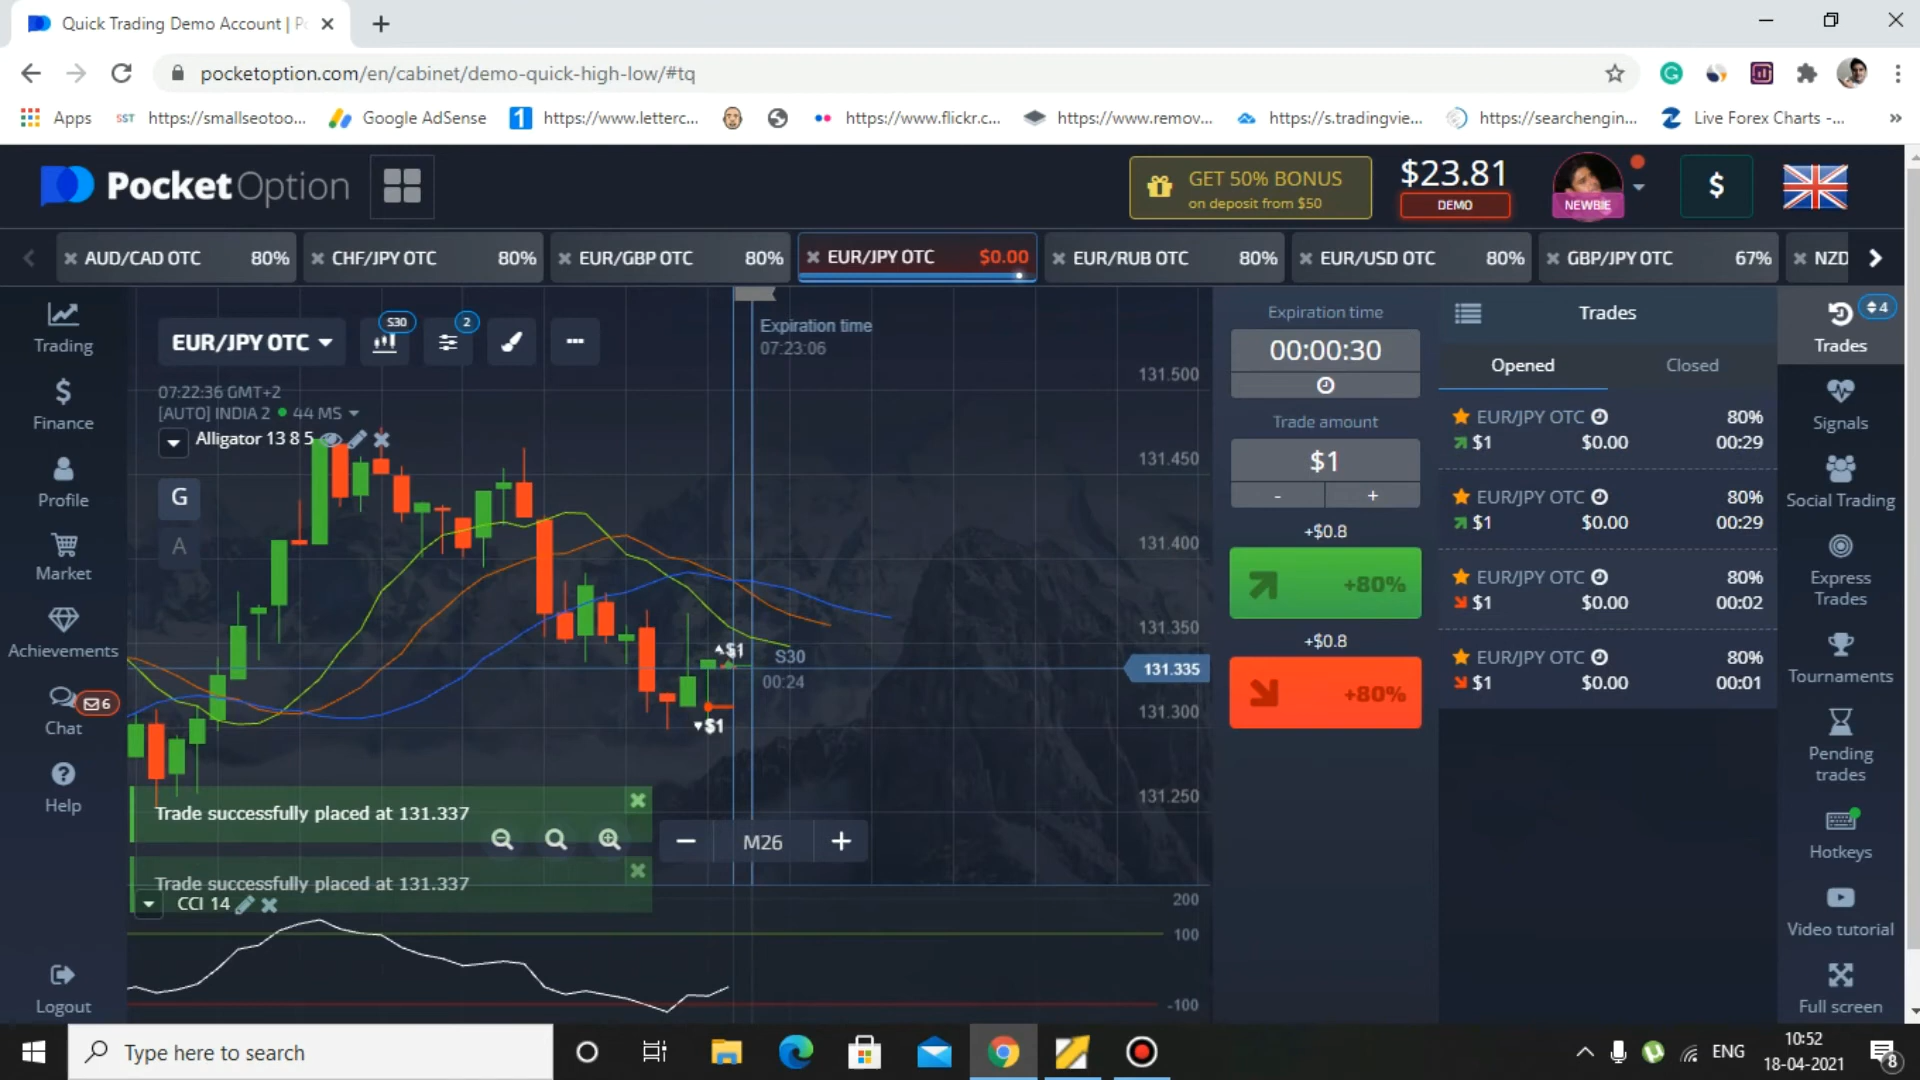 Quick Trading Demo Account | Po
pocketoption.com/en/cabinet/demo-quick-high-low/#tq
Apps
SST https://smallseotoo...
Google AdSense
1 https://www.letterc...
https://www.flickr.c...
https://www.remov...
https://s.tradingvie...
https://searchengin...
Live Forex Charts -...
»
PocketOption
GET 50% BONUS
on deposit from $50
$23.81
DEMO
NEWBIE
$
AUD/CAD OTC 80%
CHF/JPY OTC 80%
EUR/GBP OTC 80%
EUR/JPY OTC $0.00
EUR/RUB OTC 80%
EUR/USD OTC 80%
GBP/JPY OTC 67%
NZD
Trading
Finance
Profile
Market
Achievements
6
Chat
Help
Logout
EUR/JPY OTC
S30
2
07:22:36 GMT+2
[AUTO] INDIA 2 44 MS
Alligator 13 8 5
G
A
Expiration time
07:23:06
131.500
131.450
131.400
131.350
131.335
131.300
131.250
$1
$1
S30
00:24
Trade successfully placed at 131.337
Trade successfully placed at 131.337
M26
CCI 14
200
100
-100
Expiration time
00:00:30
Trade amount
$1
- +
+$0.8
+80%
+$0.8
+80%
Trades
Opened Closed
EUR/JPY OTC 80%
$1 $0.00 00:29
EUR/JPY OTC 80%
$1 $0.00 00:29
EUR/JPY OTC 80%
$1 $0.00 00:02
EUR/JPY OTC 80%
$1 $0.00 00:01
4
Trades
Signals
Social Trading
Express
Trades
Tournaments
Pending
trades
Hotkeys
Video tutorial
Full screen
Type here to search
ENG
10:52
18-04-2021
8